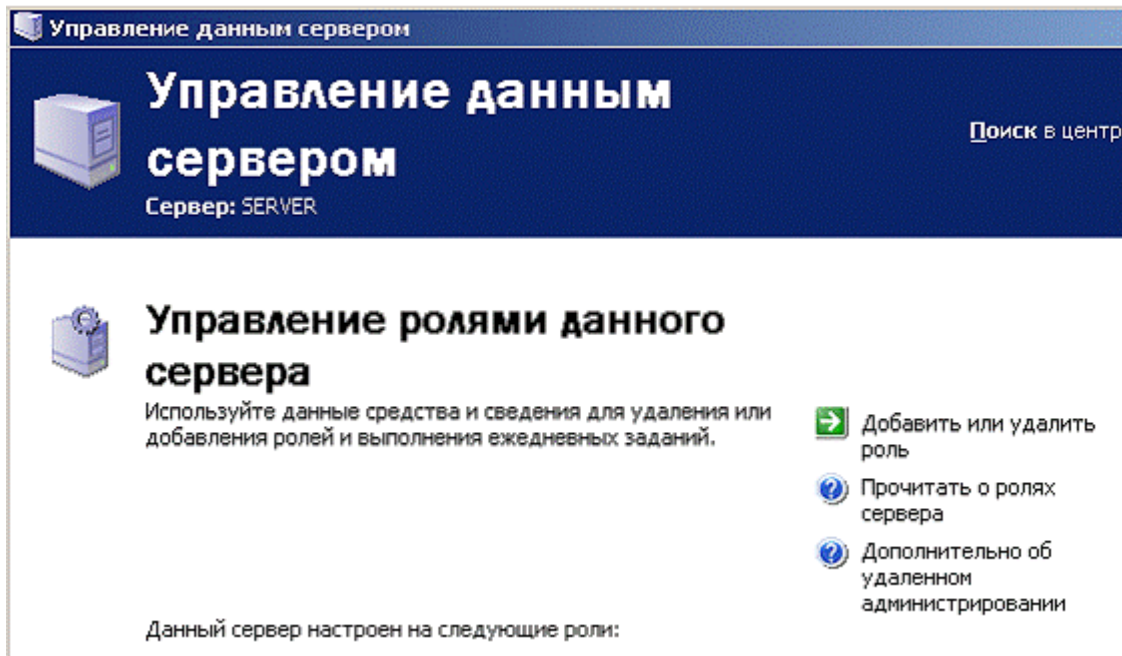 Управление данным сервером
Управление данным
сервером
Сервер: SERVER
Поиск в центр
Управление ролями данного
сервера
Используйте данные средства и сведения для удаления или
добавления ролей и выполнения ежедневных заданий.
Добавить или удалить
роль
Прочитать о ролях
сервера
Дополнительно об
удаленном
администрировании
Данный сервер настроен на следующие роли: